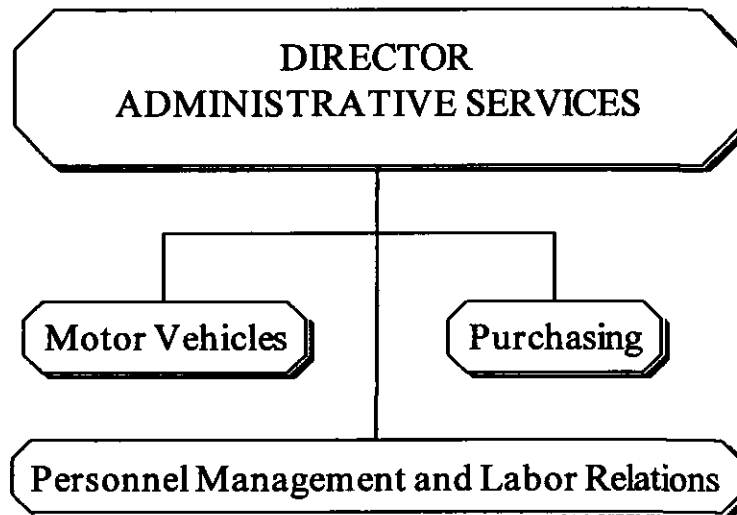 DIRECTOR
ADMINISTRATIVE SERVICES
Motor Vehicles
Purchasing
Personnel Management and Labor Relations